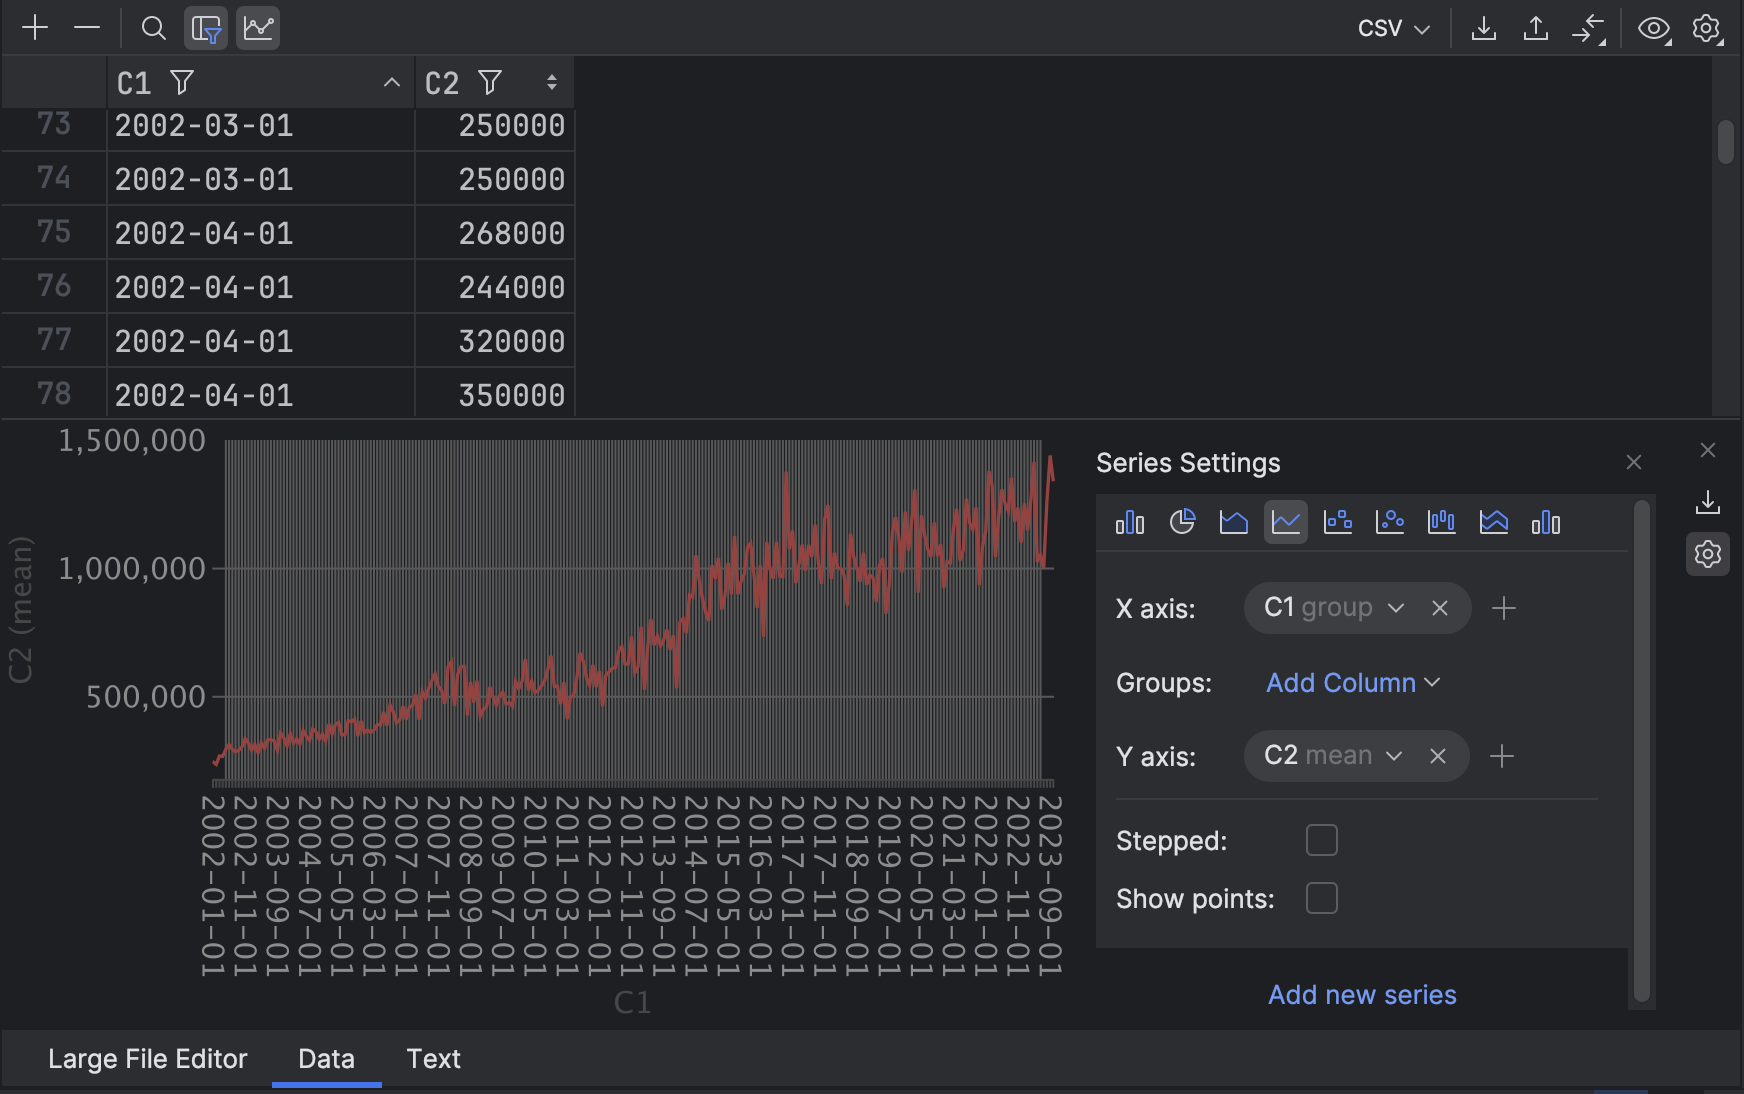 CSV
C1 C2
73 2002-03-01 250000
74 2002-03-01 250000
75 2002-04-01 268000
76 2002-04-01 244000
77 2002-04-01 320000
78 2002-04-01 350000
1,500,000
1,000,000
500,000
C2 (mean)
2002-01-01
2002-11-01
2003-09-01
2004-07-01
2005-05-01
2006-03-01
2007-01-01
2007-11-01
2008-09-01
2009-07-01
2010-05-01
2011-03-01
2012-01-01
2012-11-01
2013-09-01
2014-07-01
2015-05-01
2016-03-01
2017-01-01
2017-11-01
2018-09-01
2019-07-01
2020-05-01
2021-03-01
2022-01-01
2022-11-01
2023-09-01
C1
Series Settings
X axis: C1 group
Groups: Add Column
Y axis: C2 mean
Stepped:
Show points:
Add new series
Large File Editor Data Text